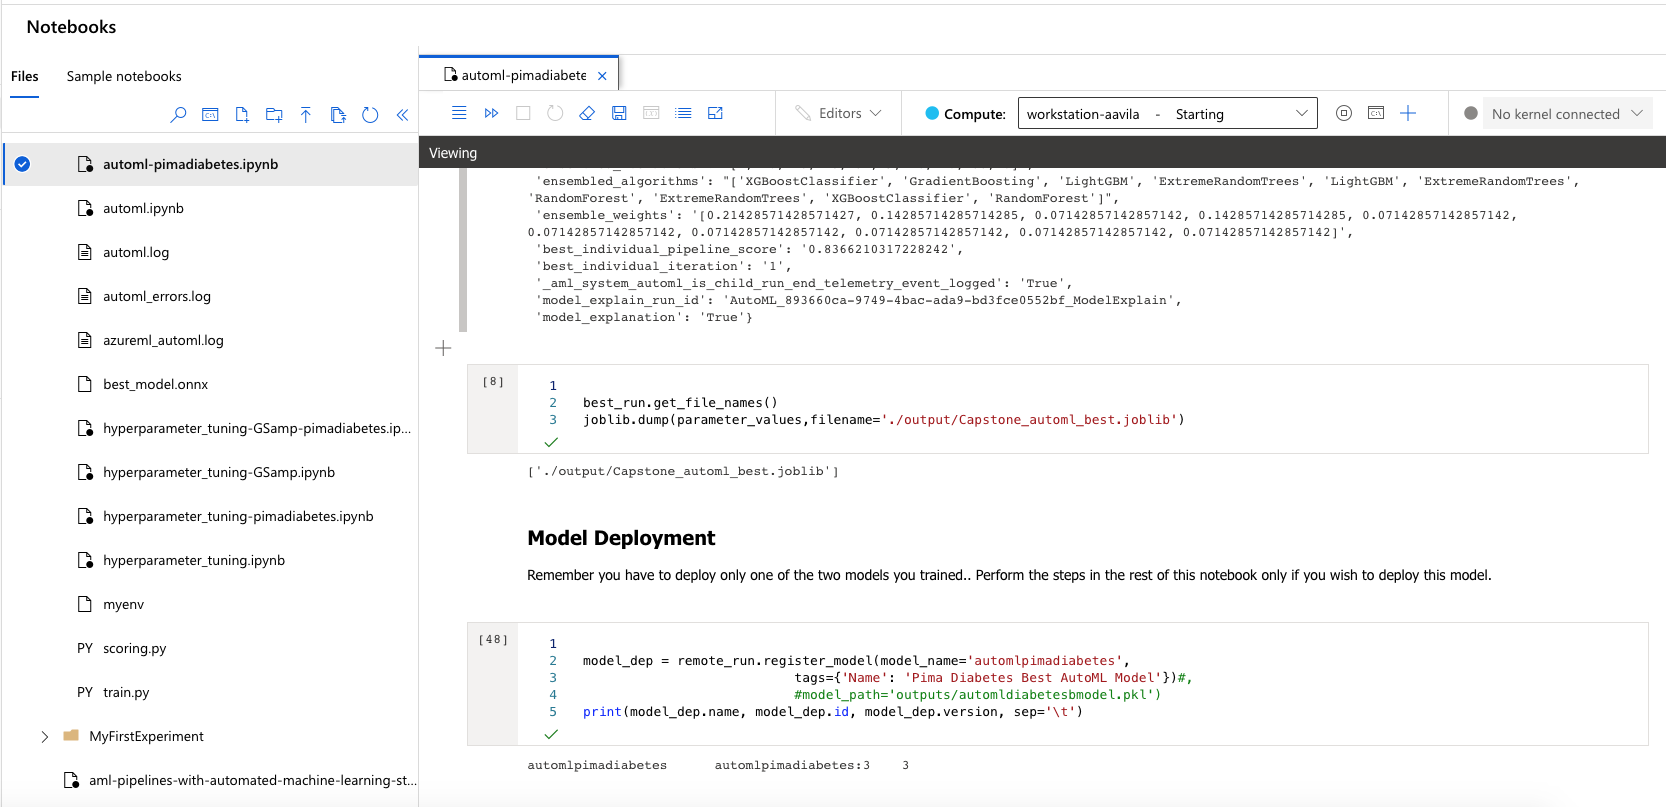 Notebooks
Files
Sample notebooks
automl-pimadiabetes.ipynb
automl.ipynb
automl.log
automl_errors.log
azureml_automl.log
best_model.onnx
hyperparameter_tuning-GSamp-pimadiabetes.ip...
hyperparameter_tuning-GSamp.ipynb
hyperparameter_tuning-pimadiabetes.ipynb
hyperparameter_tuning.ipynb
myenv
PY scoring.py
PY train.py
MyFirstExperiment
aml-pipelines-with-automated-machine-learning-st...
automl-pimadiabete
Editors
Compute: workstation-aavila - Starting
No kernel connected
Viewing
'ensembled_algorithms': "['XGBoostClassifier', 'GradientBoosting', 'LightGBM', 'ExtremeRandomTrees', 'LightGBM', 'ExtremeRandomTrees',
'RandomForest', 'ExtremeRandomTrees', 'XGBoostClassifier', 'RandomForest']",
'ensemble_weights': '[0.21428571428571427, 0.14285714285714285, 0.07142857142857142, 0.14285714285714285, 0.07142857142857142,
0.07142857142857142, 0.07142857142857142, 0.07142857142857142, 0.07142857142857142, 0.07142857142857142]',
'best_individual_pipeline_score': '0.8366210317228242',
'best_individual_iteration': '1',
'_aml_system_automl_is_child_run_end_telemetry_event_logged': 'True',
'model_explain_run_id': 'AutoML_893660ca-9749-4bac-ada9-bd3fce0552bf_ModelExplain',
'model_explanation': 'True'}
[8]
1
2 best_run.get_file_names()
3 joblib.dump(parameter_values,filename='./output/Capstone_automl_best.joblib')
['./output/Capstone_automl_best.joblib']
Model Deployment
Remember you have to deploy only one of the two models you trained.. Perform the steps in the rest of this notebook only if you wish to deploy this model.
[48]
1
2 model_dep = remote_run.register_model(model_name='automlpimadiabetes',
3 tags={'Name': 'Pima Diabetes Best AutoML Model'})#,
4 #model_path='outputs/automldiabetesbmodel.pkl')
5 print(model_dep.name, model_dep.id, model_dep.version, sep='\t')
automlpimadiabetes automlpimadiabetes:3 3